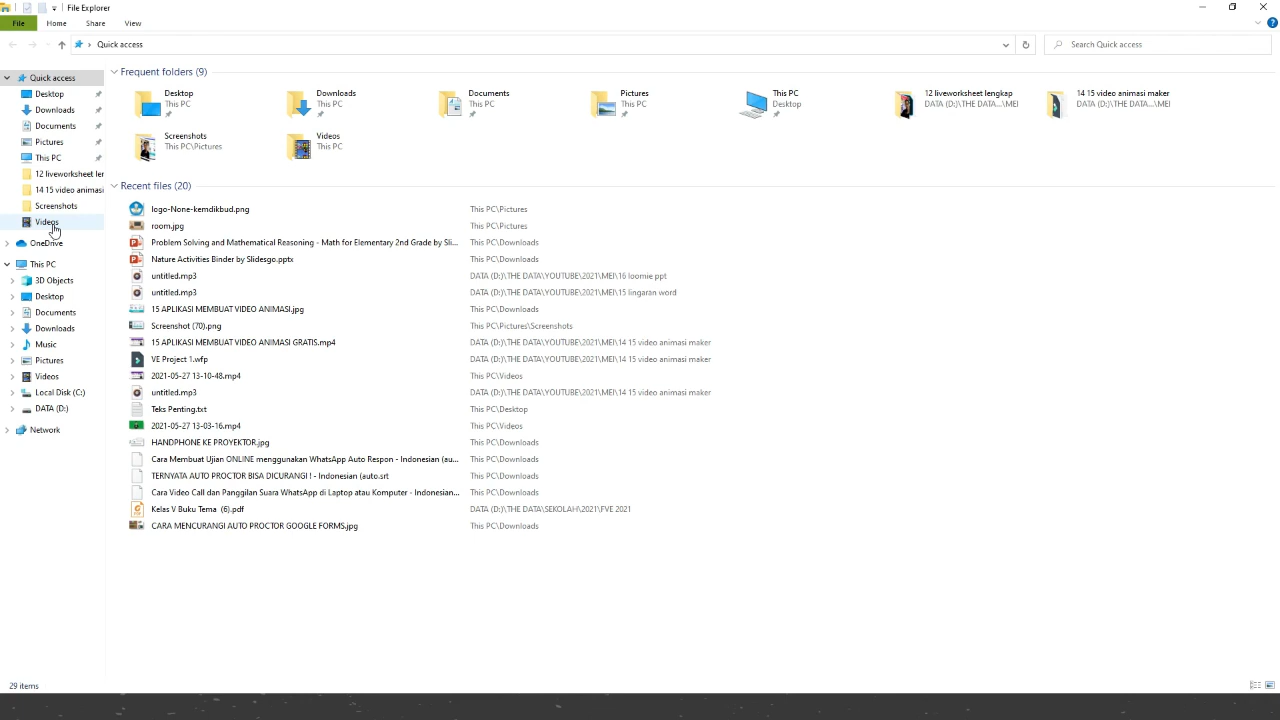 File Explorer
File Home Share View
Quick access
Search Quick access
Quick access
Desktop
Downloads
Documents
Pictures
This PC
12 liveworksheet ler
14 15 video animasi
Screenshots
Videos
OneDrive
This PC
3D Objects
Desktop
Documents
Downloads
Music
Pictures
Videos
Local Disk (C:)
DATA (D:)
Network
Frequent folders (9)
Desktop
This PC
Downloads
This PC
Documents
This PC
Pictures
This PC
This PC
Desktop
12 liveworksheet lengkap
DATA (D:)\THE DATA...\MEI
14 15 video animasi maker
DATA (D:)\THE DATA...\MEI
Screenshots
This PC\Pictures
Videos
This PC
Recent files (20)
logo-None-kemdikbud.png This PC\Pictures
room.jpg This PC\Pictures
Problem Solving and Mathematical Reasoning - Math for Elementary 2nd Grade by Sli... This PC\Downloads
Nature Activities Binder by Slidesgo.pptx This PC\Downloads
untitled.mp3 DATA (D:)\THE DATA\YOUTUBE\2021\MEI\16 loomie ppt
untitled.mp3 DATA (D:)\THE DATA\YOUTUBE\2021\MEI\15 lingaran word
15 APLIKASI MEMBUAT VIDEO ANIMASI.jpg This PC\Downloads
Screenshot (70).png This PC\Pictures\Screenshots
15 APLIKASI MEMBUAT VIDEO ANIMASI GRATIS.mp4 DATA (D:)\THE DATA\YOUTUBE\2021\MEI\14 15 video animasi maker
VE Project 1.wfp DATA (D:)\THE DATA\YOUTUBE\2021\MEI\14 15 video animasi maker
2021-05-27 13-10-48.mp4 This PC\Videos
untitled.mp3 DATA (D:)\THE DATA\YOUTUBE\2021\MEI\14 15 video animasi maker
Teks Penting.txt This PC\Desktop
2021-05-27 13-03-16.mp4 This PC\Videos
HANDPHONE KE PROYEKTOR.jpg This PC\Downloads
Cara Membuat Ujian ONLINE menggunakan WhatsApp Auto Respon - Indonesian (au... This PC\Downloads
TERNYATA AUTO PROCTOR BISA DICURANGI ! - Indonesian (auto.srt This PC\Downloads
Cara Video Call dan Panggilan Suara WhatsApp di Laptop atau Komputer - Indonesian... This PC\Downloads
Kelas V Buku Tema (6).pdf DATA (D:)\THE DATA\SEKOLAH\2021\FVE 2021
CARA MENCURANGI AUTO PROCTOR GOOGLE FORMS.jpg This PC\Downloads
29 items